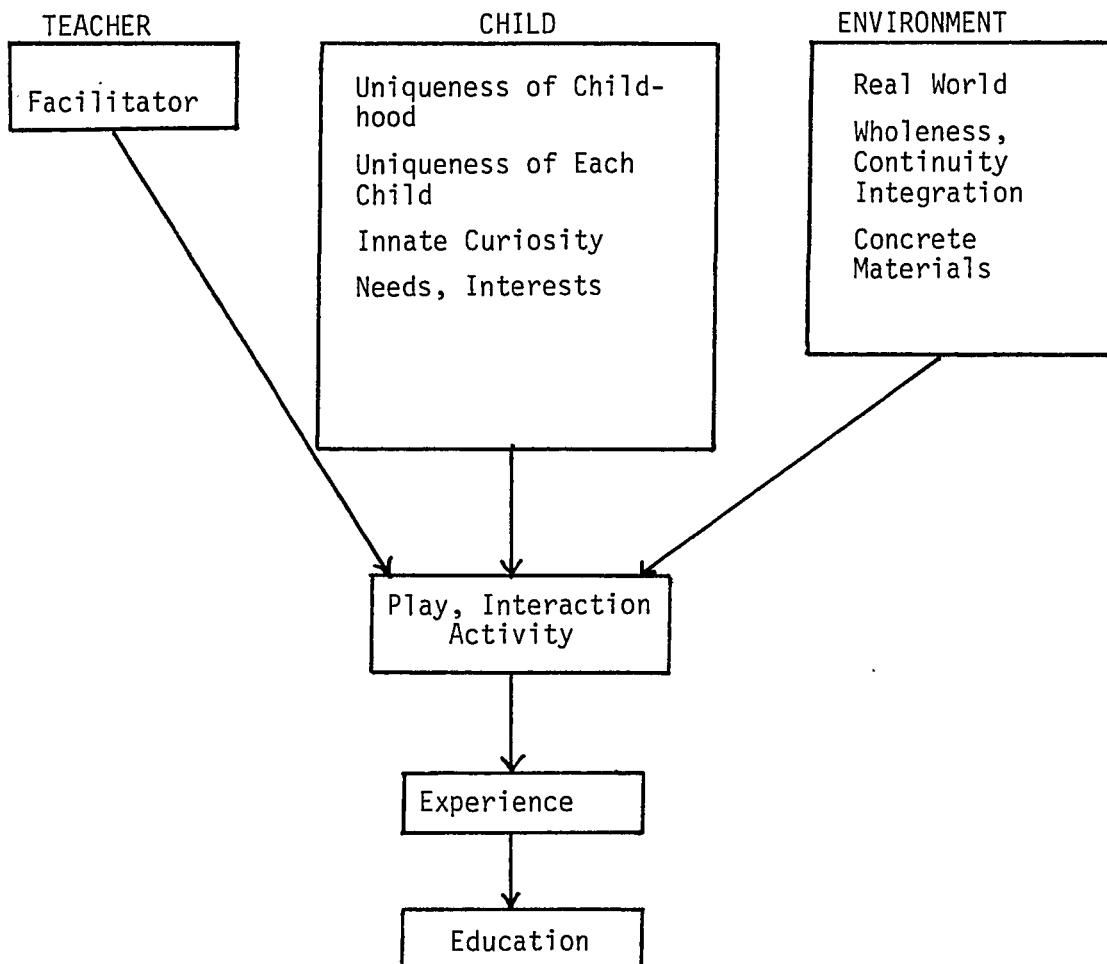 TEACHER
Facilitator
CHILD
Uniqueness of Child-
hood
Uniqueness of Each
Child
Innate Curiosity
Needs, Interests
ENVIRONMENT
Real World
Wholeness,
Continuity
Integration
Concrete
Materials
Play, Interaction
Activity
Experience
Education